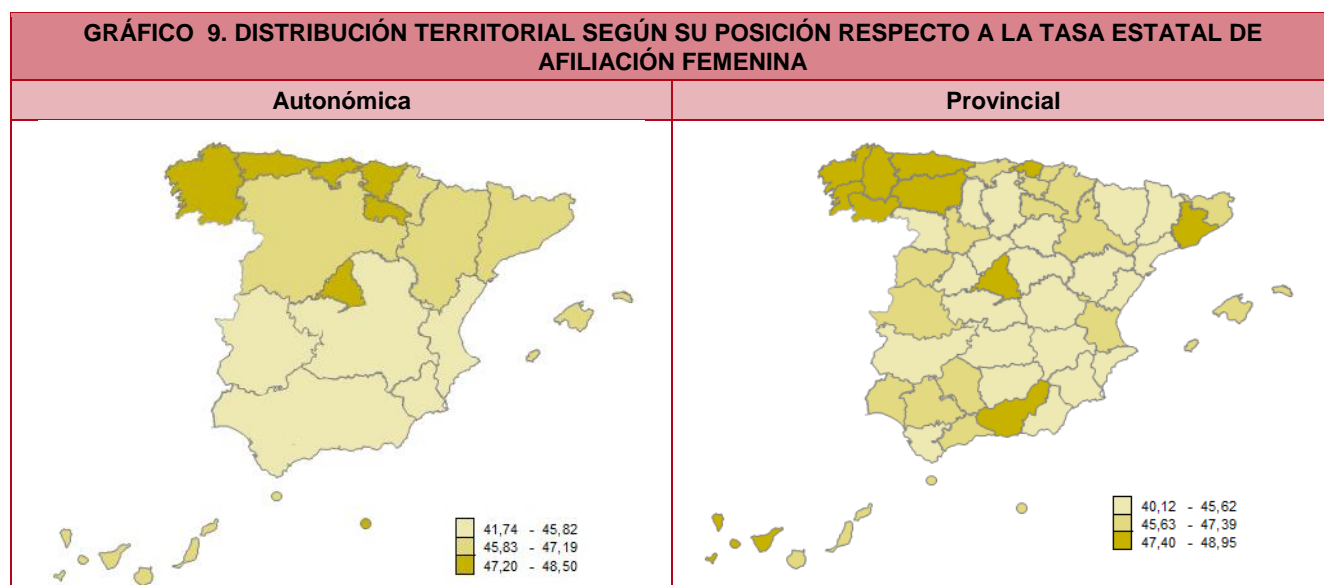 GRÁFICO 9. DISTRIBUCIÓN TERRITORIAL SEGÚN SU POSICIÓN RESPECTO A LA TASA ESTATAL DE
AFILIACIÓN FEMENINA
Autonómica
Provincial
41,74 - 45,82
45,83 - 47,19
47,20 - 48,50
40,12 - 45,62
45,63 - 47,39
47,40 - 48,95